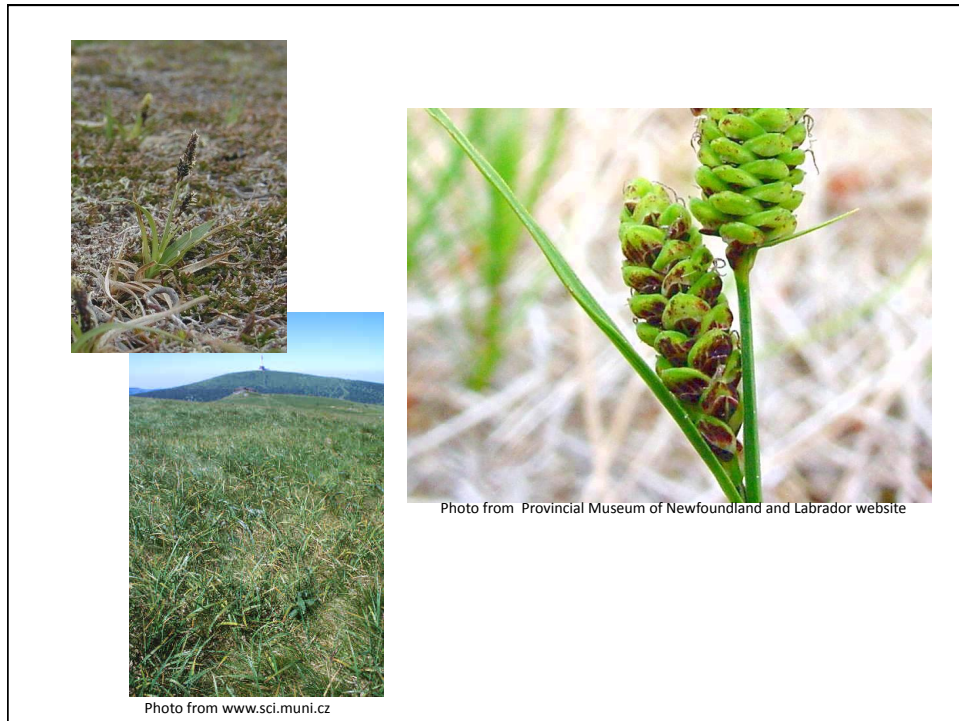 Photo from  Provincial Museum of Newfoundland and Labrador website
Photo from www.sci.muni.cz